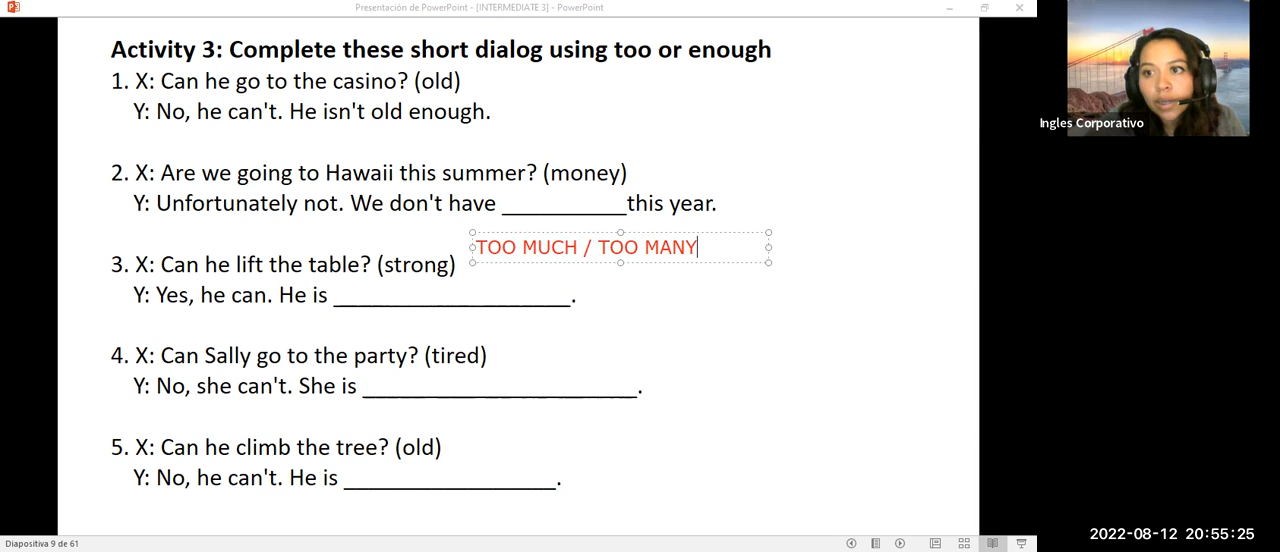 Presentación de PowerPoint - [INTERMEDIATE 3] - PowerPoint
Activity 3: Complete these short dialog using too or enough
1. X: Can he go to the casino? (old)
Y: No, he can't. He isn't old enough.
2. X: Are we going to Hawaii this summer? (money)
Y: Unfortunately not. We don't have __________this year.
TOO MUCH / TOO MANY
3. X: Can he lift the table? (strong)
Y: Yes, he can. He is ___________________.
4. X: Can Sally go to the party? (tired)
Y: No, she can't. She is ______________________.
5. X: Can he climb the tree? (old)
Y: No, he can't. He is _________________.
Ingles Corporativo
Diapositiva 9 de 61
2022-08-12 20:55:25